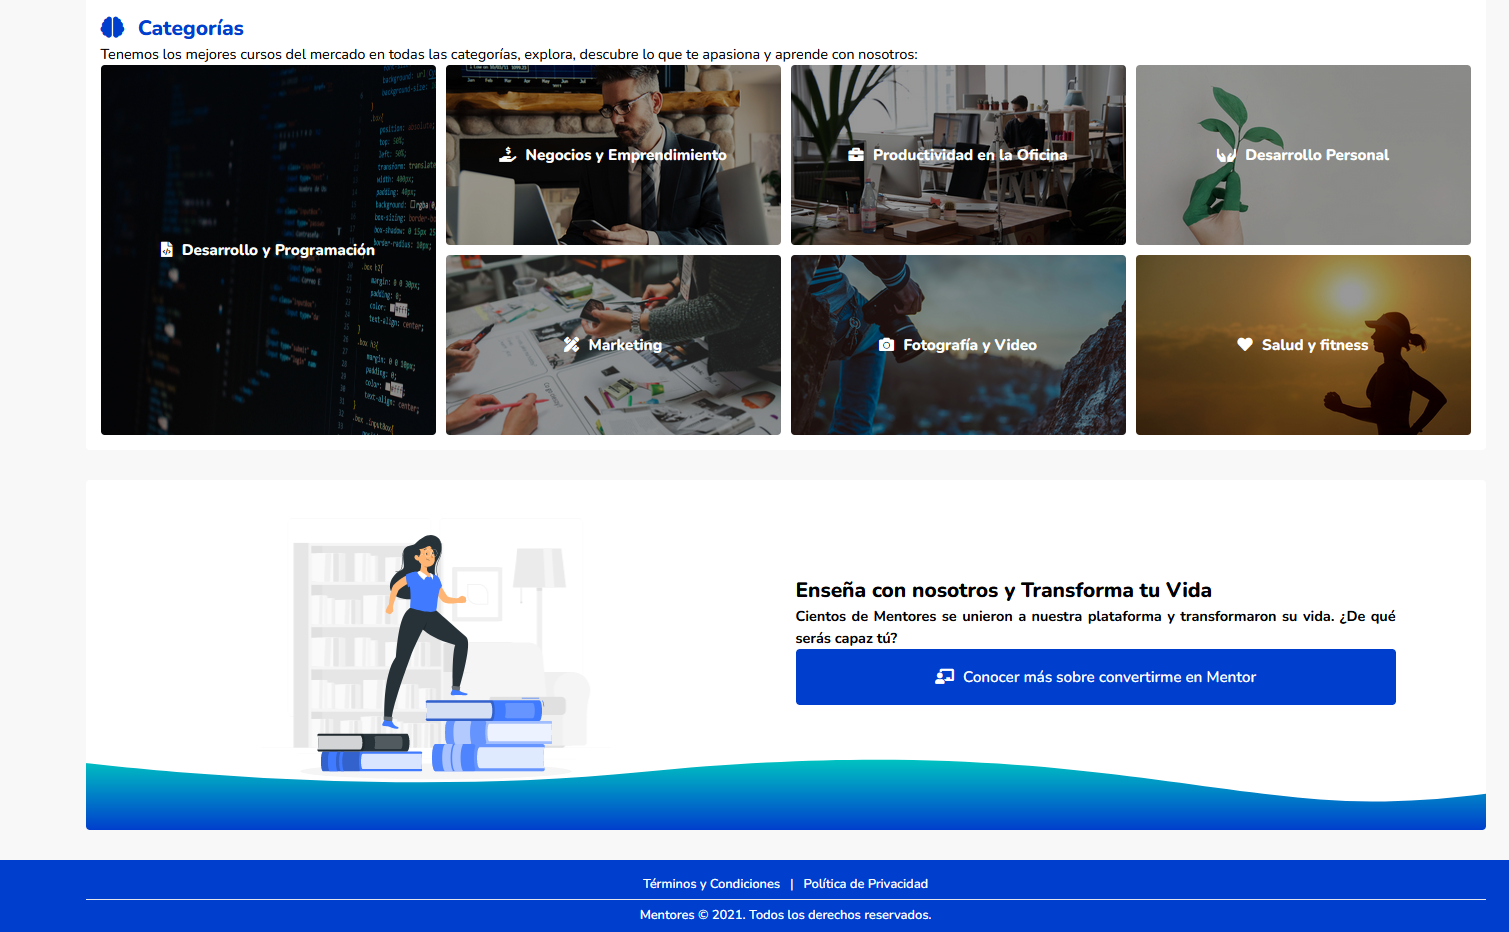 Categorías
Tenemos los mejores cursos del mercado en todas las categorías, explora, descubre lo que te apasiona y aprende con nosotros:
Desarrollo y Programación
Negocios y Emprendimiento
Productividad en la Oficina
Desarrollo Personal
Marketing
Fotografía y Video
Salud y fitness
Enseña con nosotros y Transforma tu Vida
Cientos de Mentores se unieron a nuestra plataforma y transformaron su vida. ¿De qué
serás capaz tú?
Conocer más sobre convertirme en Mentor
Términos y Condiciones | Política de Privacidad
Mentores © 2021. Todos los derechos reservados.